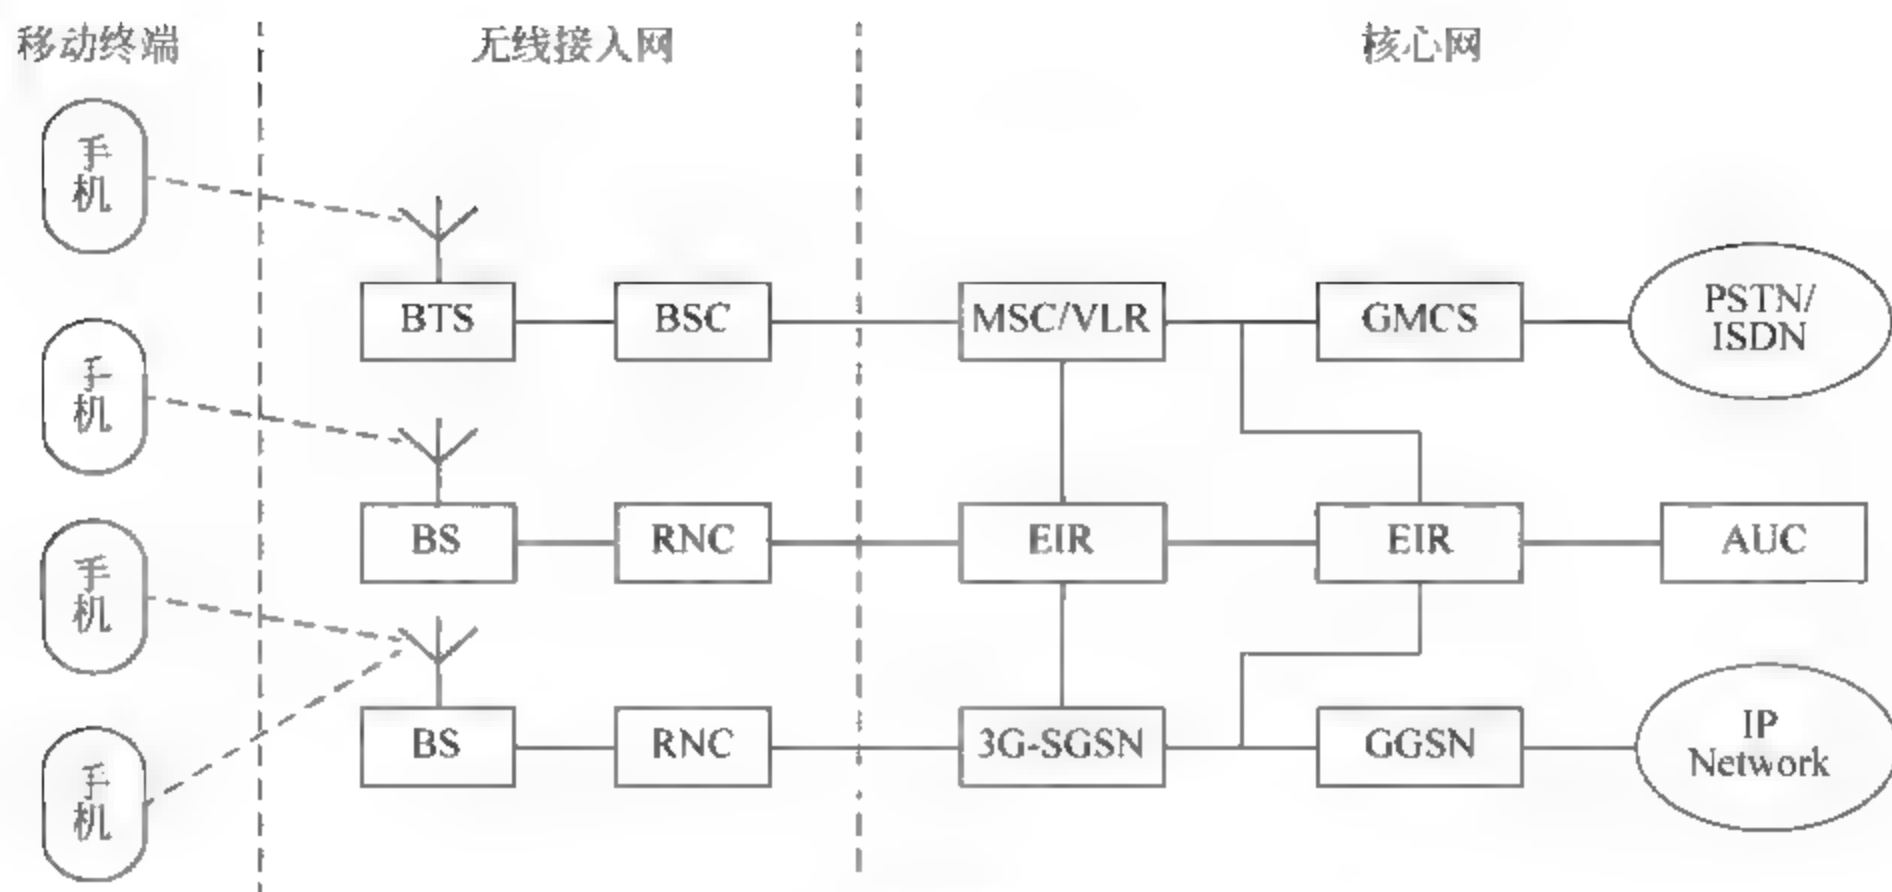 移动终端
无线接入网
核心网
手
机
BTS
BSC
MSC/VLR
GMCS
PSTN/
ISDN
手
机
BS
RNC
EIR
EIR
AUC
手
机
BS
RNC
3G-SGSN
GGSN
IP
Network
手
机